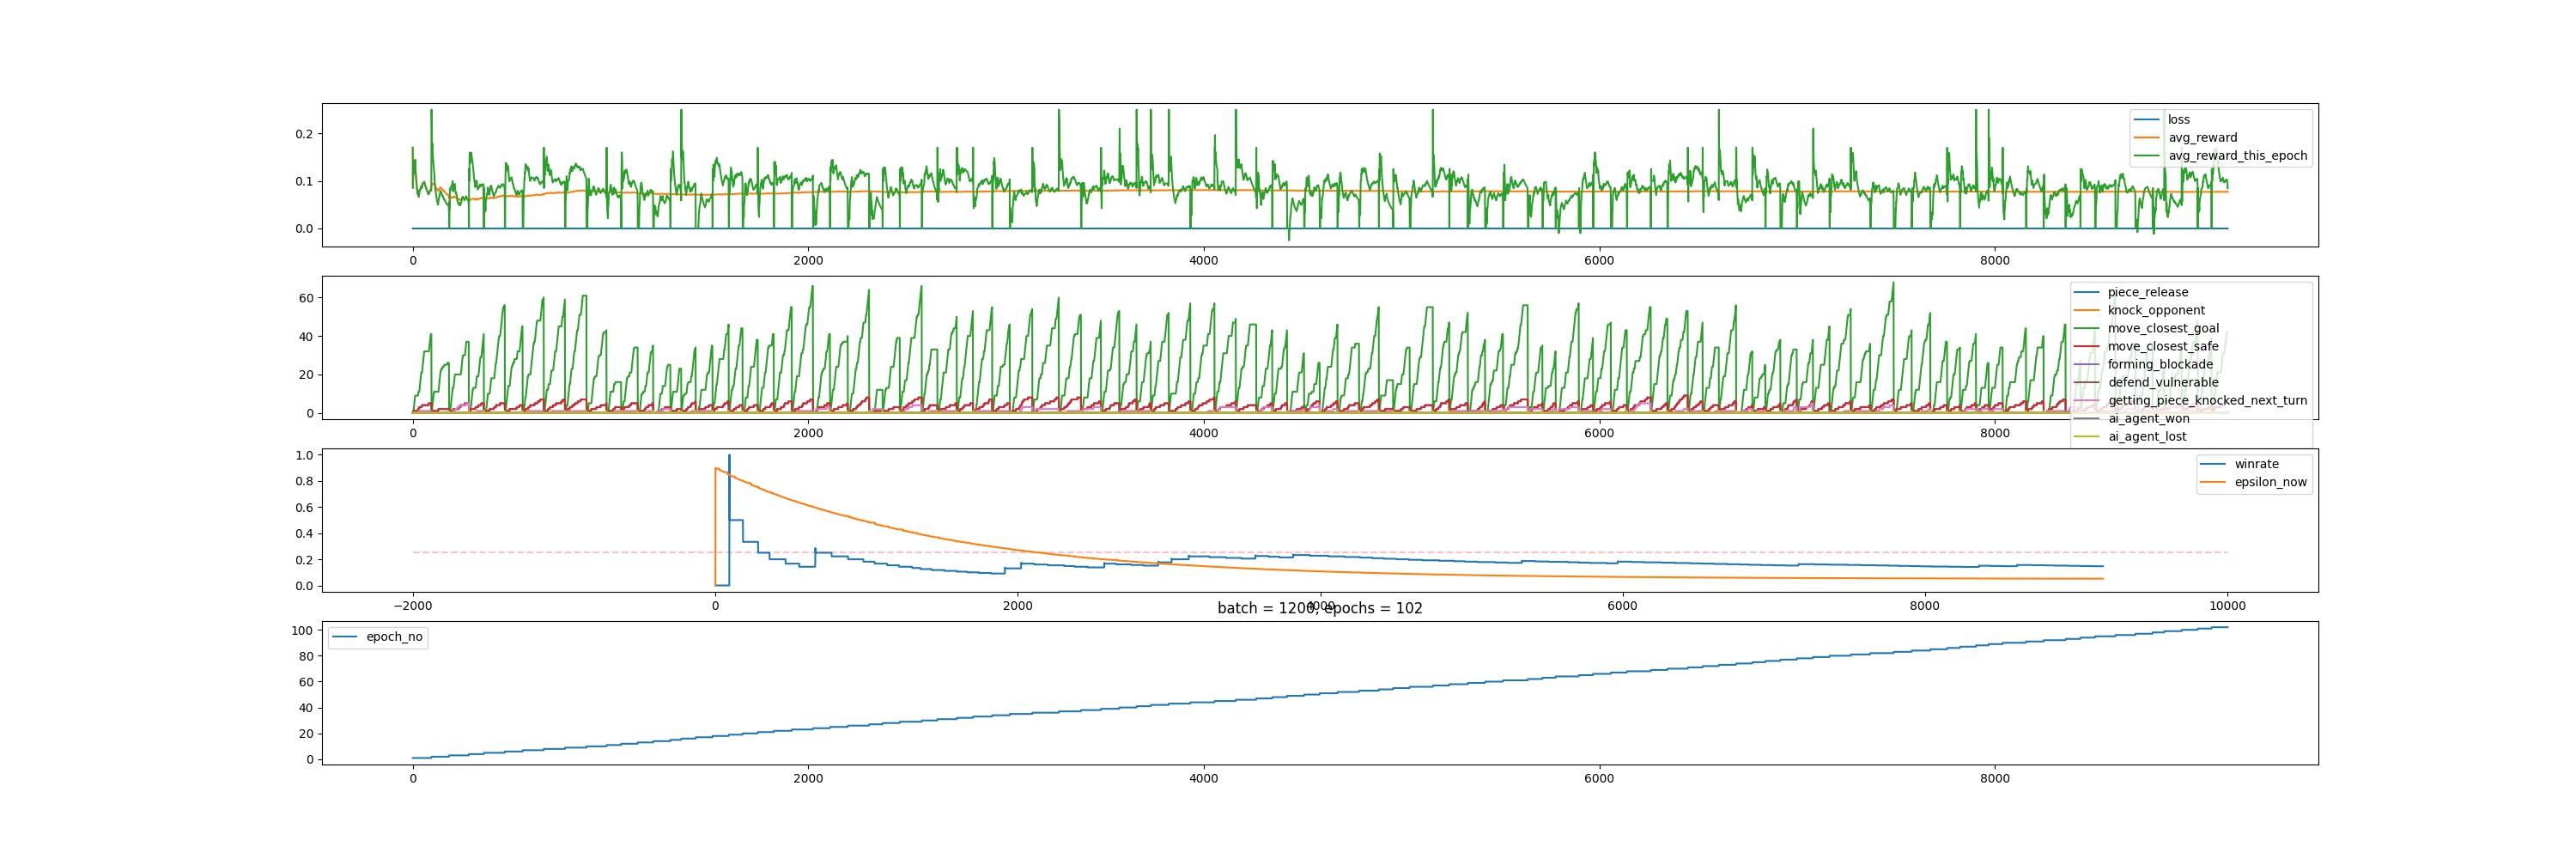 0.2
0.1
0.0
loss
avg_reward
avg_reward_this_epoch
0 2000 4000 6000 8000
60
40
20
0
piece_release
knock_opponent
move_closest_goal
move_closest_safe
forming_blockade
defend_vulnerable
getting_piece_knocked_next_turn
ai_agent_won
ai_agent_lost
0 2000 4000 6000 8000
1.0
0.8
0.6
0.4
0.2
0.0
winrate
epsilon_now
−2000 0 2000 4000 6000 8000 10000
batch = 1200, epochs = 102
100
80
60
40
20
0
epoch_no
0 2000 4000 6000 8000